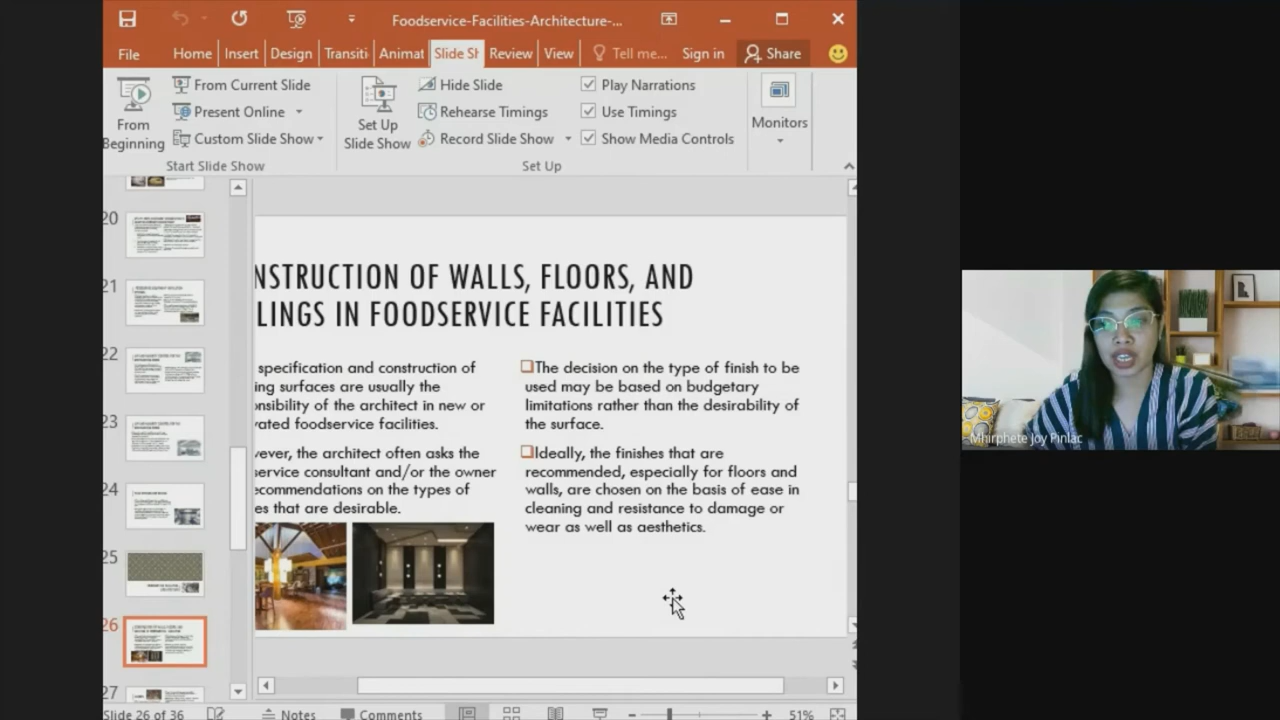 Foodservice-Facilities-Architecture-...
File Home Insert Design Transiti Animat Slide Sh Review View Tell me... Sign in Share
From Beginning
From Current Slide
Present Online
Custom Slide Show
Start Slide Show
Set Up Slide Show
Hide Slide
Rehearse Timings
Record Slide Show
Play Narrations
Use Timings
Show Media Controls
Set Up
Monitors
20
21
22
23
24
25
26
27
NSTRUCTION OF WALLS, FLOORS, AND
LINGS IN FOODSERVICE FACILITIES
specification and construction of
ing surfaces are usually the
onsibility of the architect in new or
vated foodservice facilities.
vever, the architect often asks the
service consultant and/or the owner
ecommendations on the types of
es that are desirable.
The decision on the type of finish to be
used may be based on budgetary
limitations rather than the desirability of
the surface.
Ideally, the finishes that are
recommended, especially for floors and
walls, are chosen on the basis of ease in
cleaning and resistance to damage or
wear as well as aesthetics.
Mhirphete Joy Pinlac
Slide 26 of 36 Notes Comments 51%